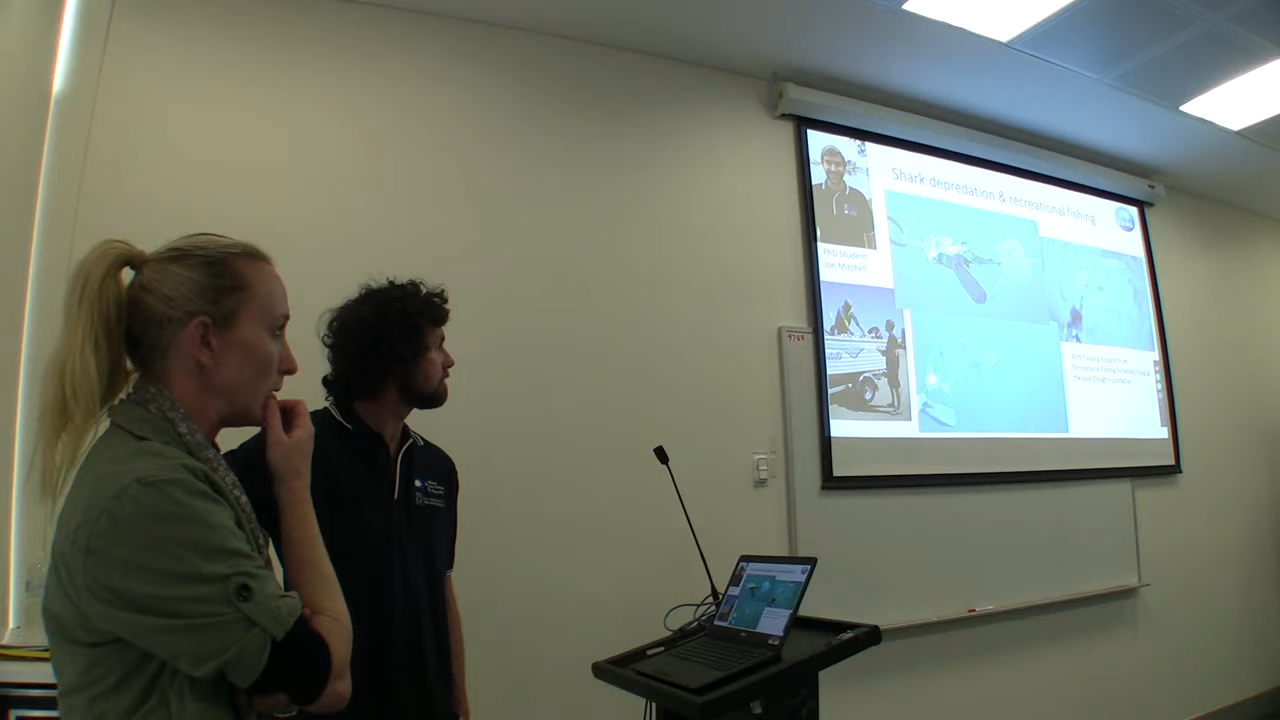 Shark depredation & recreational fishing
PhD Student
Jon Mitchell
With funding support from
Recreational Fishing Initiatives Fund &
the Jock Clough Foundation